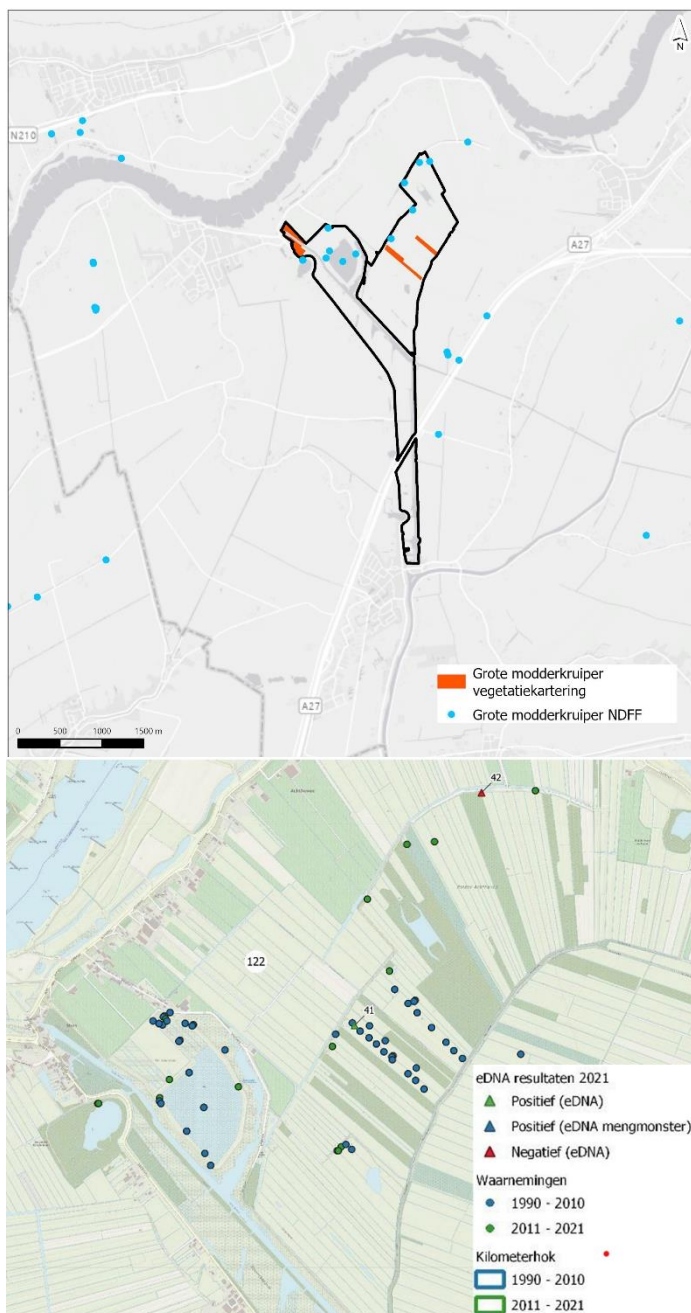 N
N210
A27
Grote modderkruiper
vegetatiekartering
Grote modderkruiper NDFF
A27
0 500 1000 1500 m
42
Achthoven
122
41
eDNA resultaten 2021
Positief (eDNA)
Positief (eDNA mengmonster)
Negatief (eDNA)
Waarnemingen
1990 - 2010
2011 - 2021
Kilometerhok
1990 - 2010
2011 - 2021